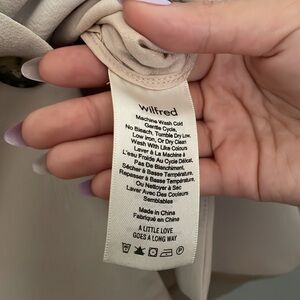 Wilfred
Machine Wash Cold
Gentle Cycle,
No Bleach, Tumble Dry Low,
Low Iron, Or Dry Clean
Wash With Like Colours
Laver À La Machine À
L'eau Froide Au Cycle Délicat,
Pas De Blanchiment,
Sécher À Basse Température,
Repasser À Basse Température,
Ou Nettoyer À Sec
Laver Avec Des Couleurs
Semblables
Made in China
Fabriqué en China
A LITTLE LOVE
GOES A LONG WAY